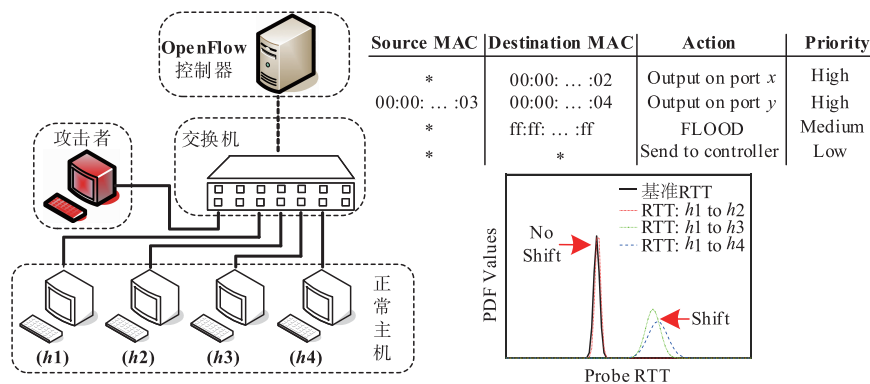 OpenFlow
控制器
攻击者
交换机
正常主机
(h1) (h2) (h3) (h4)
Source MAC Destination MAC Action Priority
* 00:00: … :02 Output on port x High
00:00: … :03 00:00: … :04 Output on port y High
* ff:ff: … :ff FLOOD Medium
* * Send to controller Low
基准RTT
RTT: h1 to h2
RTT: h1 to h3
RTT: h1 to h4
No
Shift
Shift
PDF Values
Probe RTT